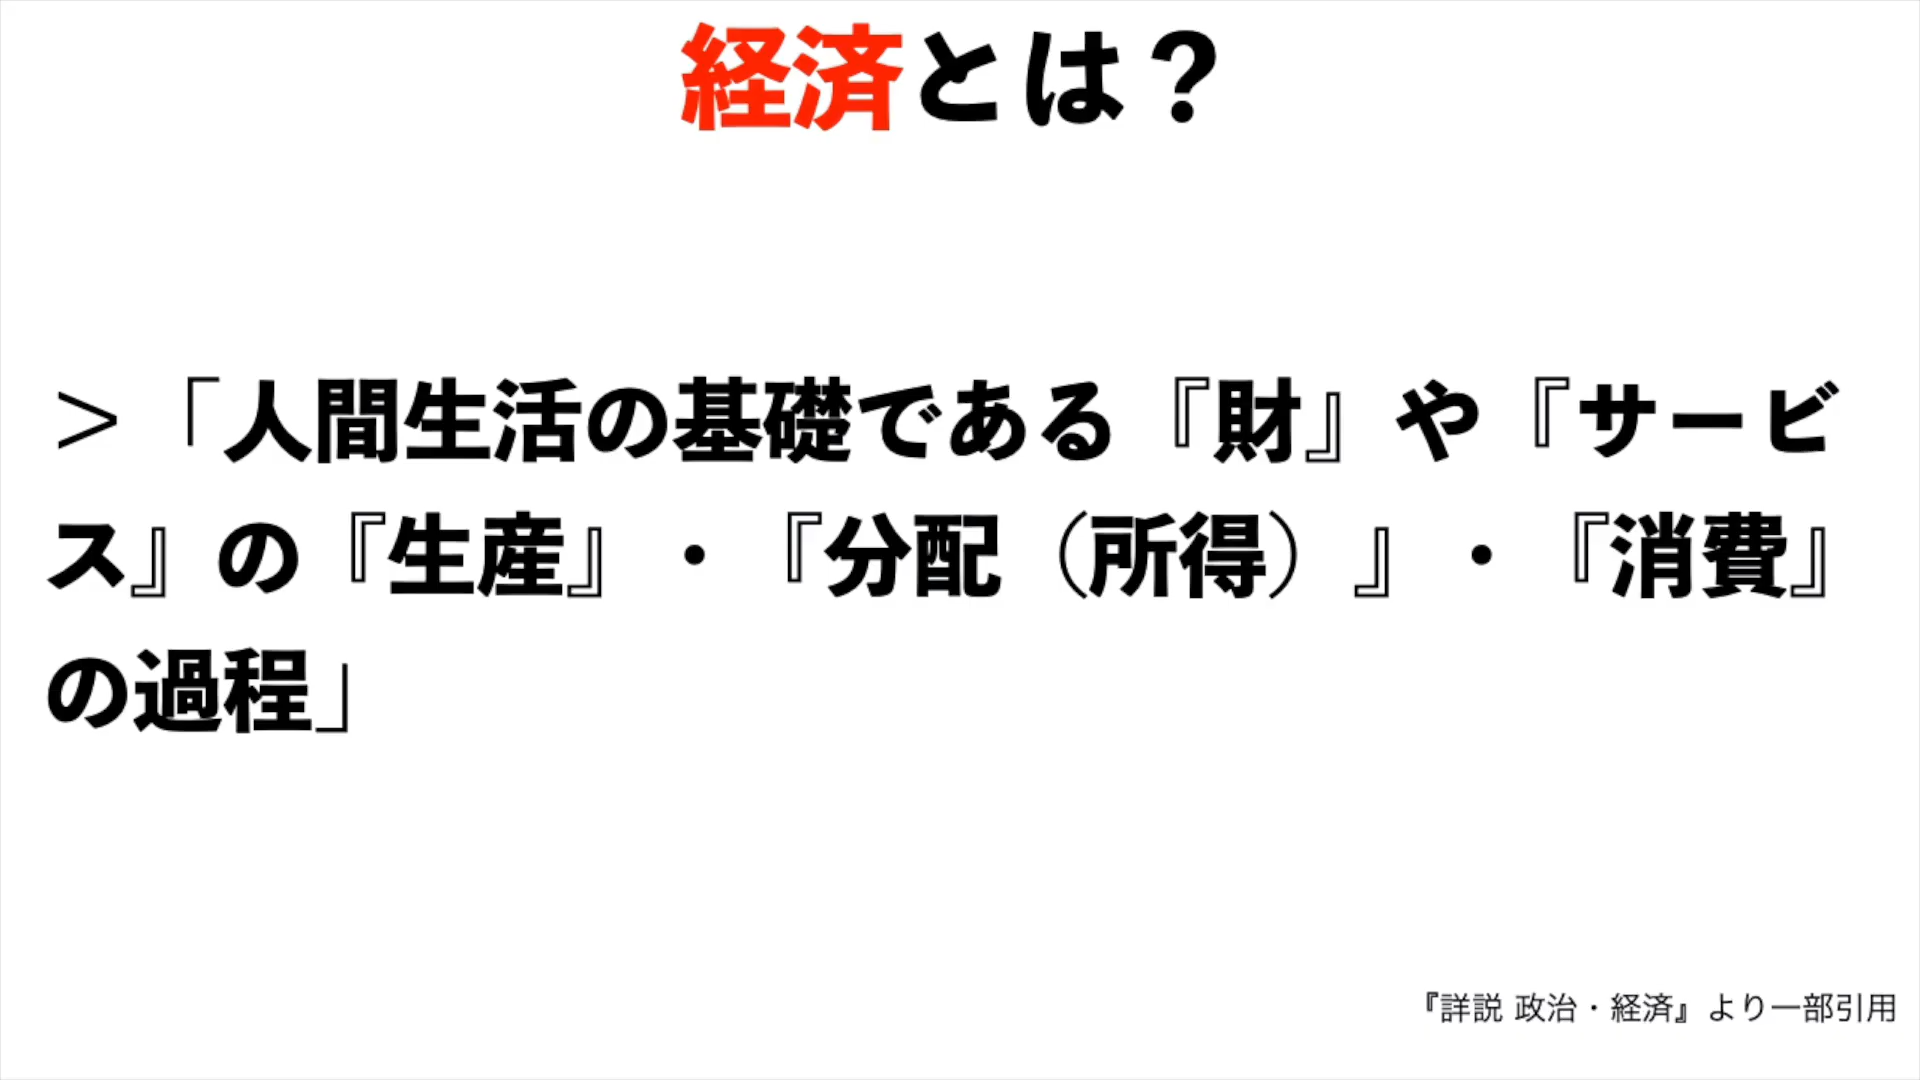 経済とは？
＞「人間生活の基礎である『財』や『サービ
ス』の『生産』・『分配（所得）』・『消費』
の過程」
『詳説 政治・経済』より一部引用